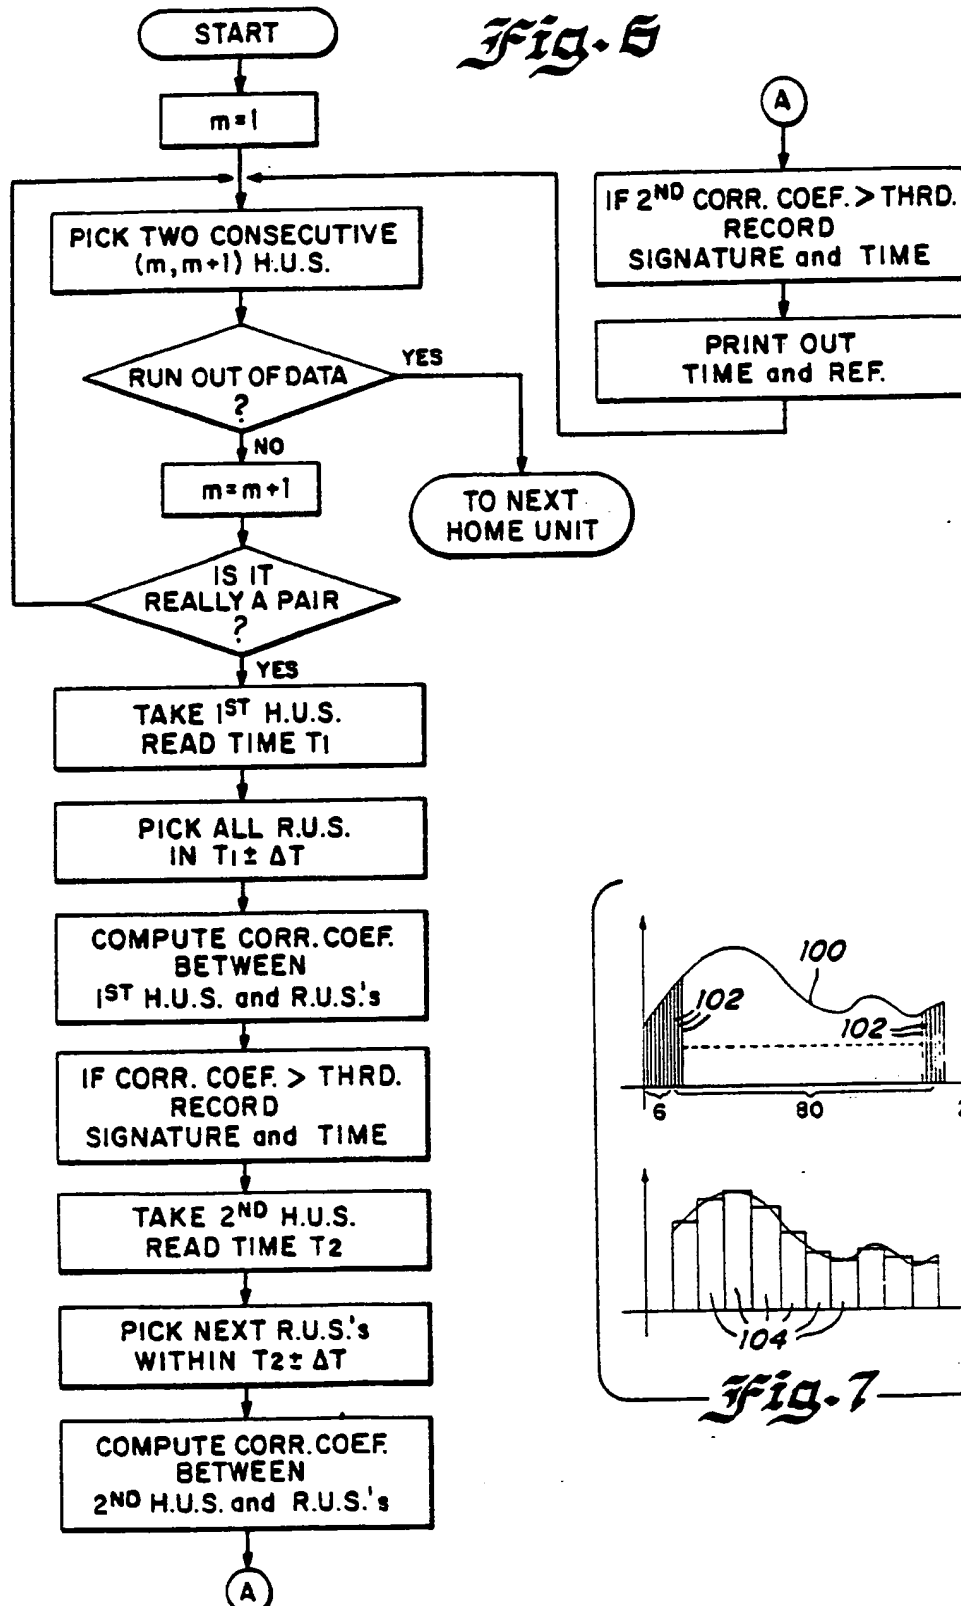 START
Fig. 6
m=1
PICK TWO CONSECUTIVE
(m, m+1) H.U.S.
RUN OUT OF DATA
?
YES
NO
m=m+1
TO NEXT
HOME UNIT
IS IT
REALLY A PAIR
?
YES
TAKE 1ST H.U.S.
READ TIME T1
PICK ALL R.U.S.
IN T1 ± ΔT
COMPUTE CORR. COEF.
BETWEEN
1ST H.U.S. and R.U.S.'s
IF CORR. COEF. > THRD.
RECORD
SIGNATURE and TIME
TAKE 2ND H.U.S.
READ TIME T2
PICK NEXT R.U.S.'s
WITHIN T2 ± ΔT
COMPUTE CORR. COEF.
BETWEEN
2ND H.U.S. and R.U.S.'s
A
A
IF 2ND CORR. COEF. > THRD.
RECORD
SIGNATURE and TIME
PRINT OUT
TIME and REF.
100
102
102
6
80
104
Fig. 7